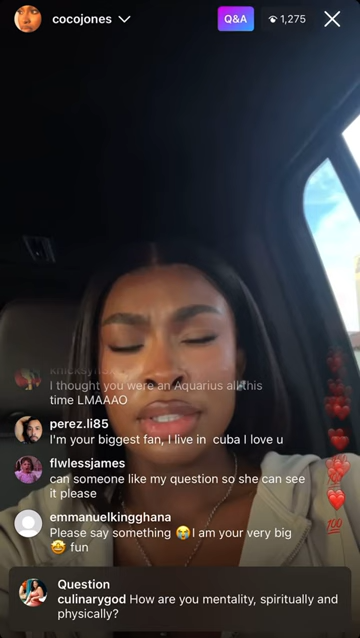 cocojones
Q&A
1,275
I thought you were an Aquarius all this
time LMAAAO
perez.li85
I'm your biggest fan, I live in cuba I love u
flwlessjames
can someone like my question so she can see
it please
emmanuelkingghana
Please say something 😭I am your very big
🤩 fun
Question
culinarygod How are you mentality, spiritually and
physically?
💯
💯